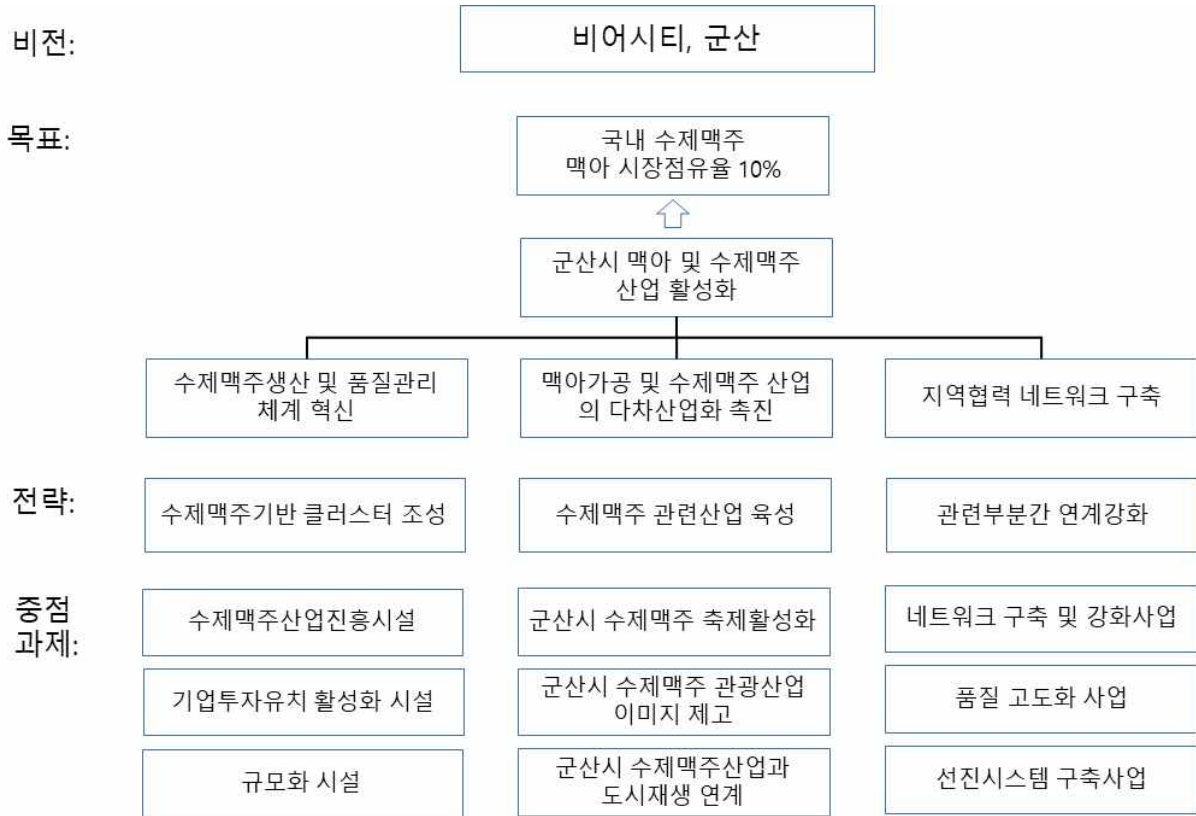 비전:
비어시티, 군산
목표:
국내 수제맥주
맥아 시장점유율 10%
군산시 맥아 및 수제맥주
산업 활성화
수제맥주생산 및 품질관리
체계 혁신
맥아가공 및 수제맥주 산업
의 다차산업화 촉진
지역협력 네트워크 구축
전략:
수제맥주기반 클러스터 조성
수제맥주 관련산업 육성
관련부분간 연계강화
중점
과제:
수제맥주산업진흥시설
군산시 수제맥주 축제활성화
네트워크 구축 및 강화사업
기업투자유치 활성화 시설
군산시 수제맥주 관광산업
이미지 제고
품질 고도화 사업
규모화 시설
군산시 수제맥주산업과
도시재생 연계
선진시스템 구축사업